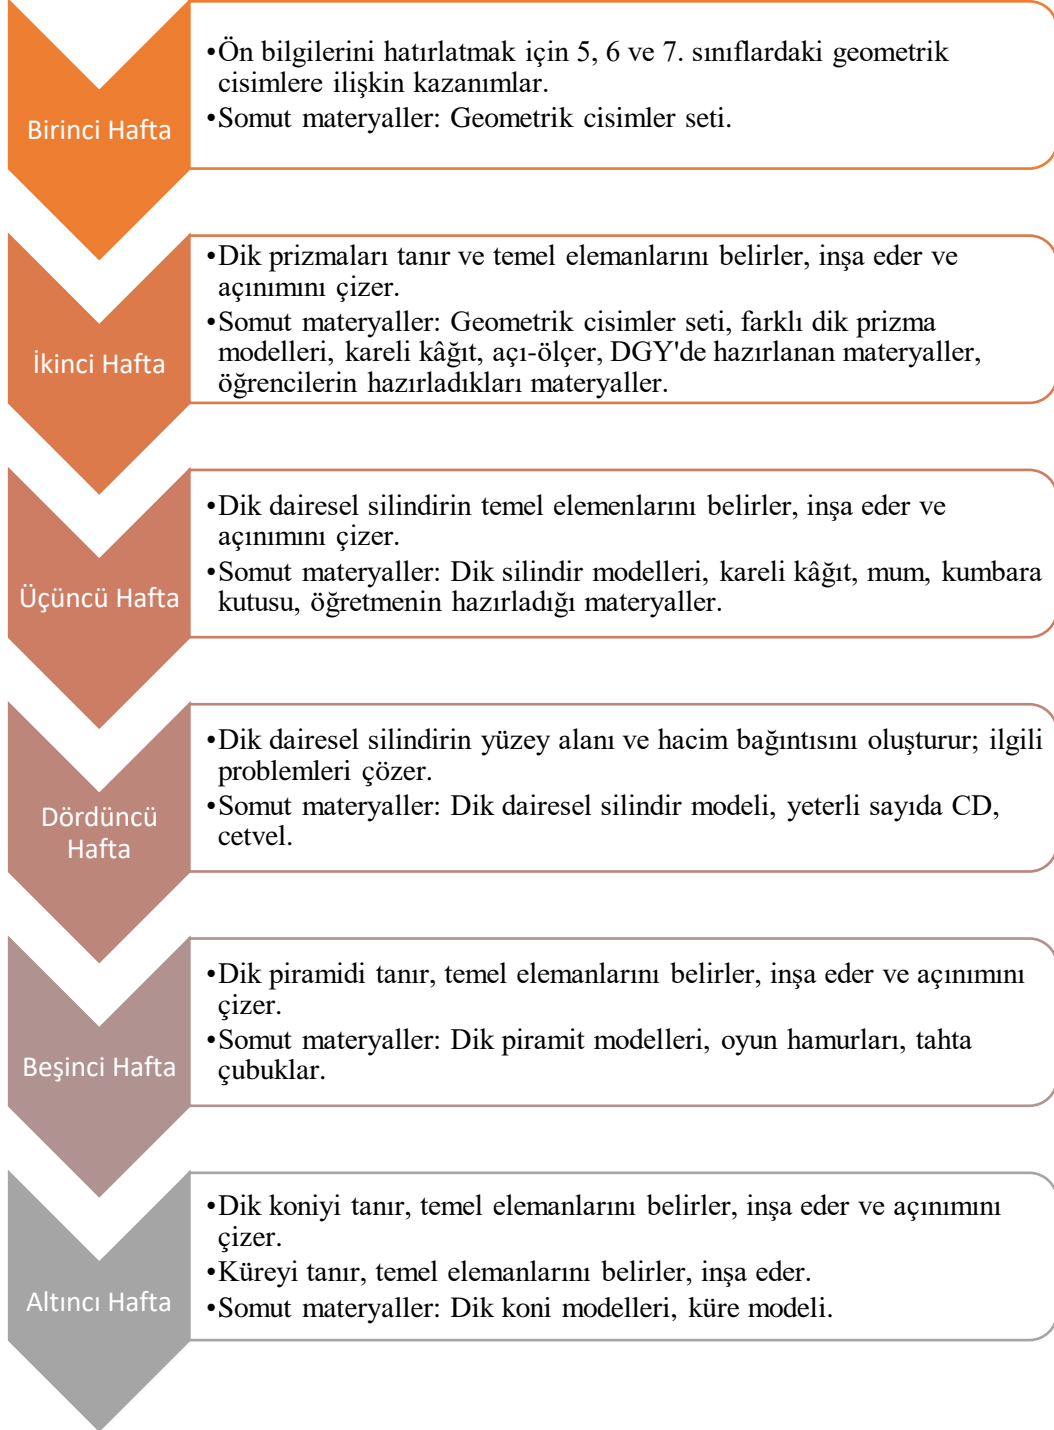 Birinci Hafta
•Ön bilgilerini hatırlatmak için 5, 6 ve 7. sınıflardaki geometrik
cisimlere ilişkin kazanımlar.
•Somut materyaller: Geometrik cisimler seti.
İkinci Hafta
•Dik prizmaları tanır ve temel elemanlarını belirler, inşa eder ve
açınımını çizer.
•Somut materyaller: Geometrik cisimler seti, farklı dik prizma
modelleri, kareli kâğıt, açı-ölçer, DGY'de hazırlanan materyaller,
öğrencilerin hazırladıkları materyaller.
Üçüncü Hafta
•Dik dairesel silindirin temel elemenlarını belirler, inşa eder ve
açınımını çizer.
•Somut materyaller: Dik silindir modelleri, kareli kâğıt, mum, kumbara
kutusu, öğretmenin hazırladığı materyaller.
Dördüncü
Hafta
•Dik dairesel silindirin yüzey alanı ve hacim bağıntısını oluşturur; ilgili
problemleri çözer.
•Somut materyaller: Dik dairesel silindir modeli, yeterli sayıda CD,
cetvel.
Beşinci Hafta
•Dik piramidi tanır, temel elemanlarını belirler, inşa eder ve açınımını
çizer.
•Somut materyaller: Dik piramit modelleri, oyun hamurları, tahta
çubuklar.
Altıncı Hafta
•Dik koniyi tanır, temel elemanlarını belirler, inşa eder ve açınımını
çizer.
•Küreyi tanır, temel elemanlarını belirler, inşa eder.
•Somut materyaller: Dik koni modelleri, küre modeli.